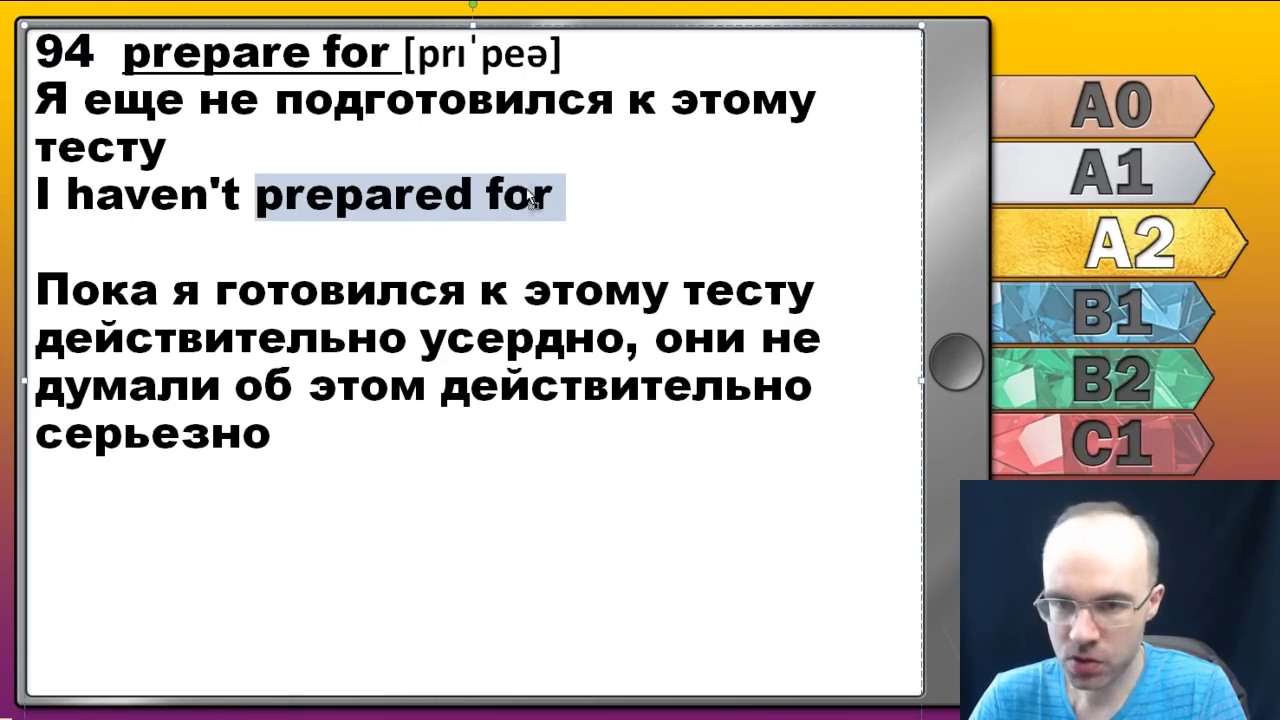 94 prepare for [prɪˈpeə]
Я еще не подготовился к этому
тесту
I haven't prepared for
Пока я готовился к этому тесту
действительно усердно, они не
думали об этом действительно
серьезно
A0
A1
A2
B1
B2
C1